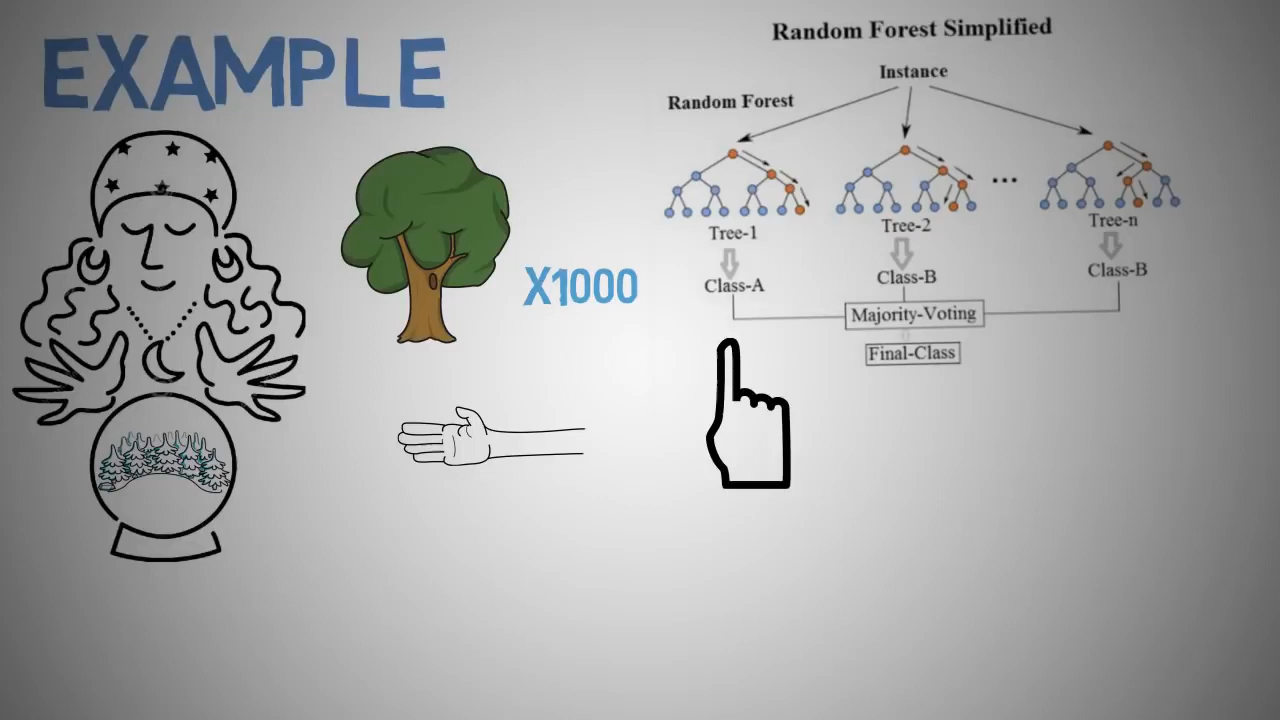 EXAMPLE
X1000
Random Forest Simplified
Instance
Random Forest
...
Tree-1 Tree-2 Tree-n
Class-A Class-B Class-B
Majority-Voting
Final-Class